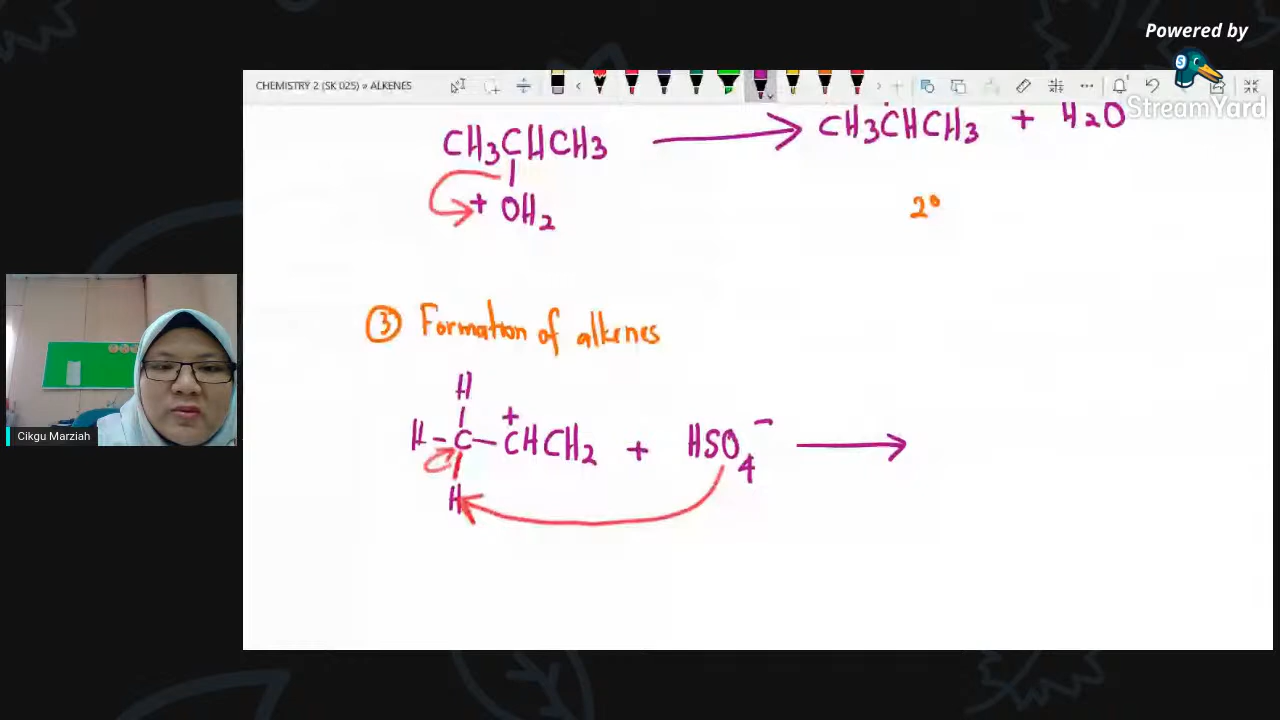 Powered by
StreamYard
CHEMISTRY 2 (SK 025) » ALKENES
CH3CHCH3 → CH3CHCH3 + H2O
+ OH2
2°
③ Formation of alkenes
H
H - C - CHCH2 + HSO4 - →
+
H
Cikgu Marziah